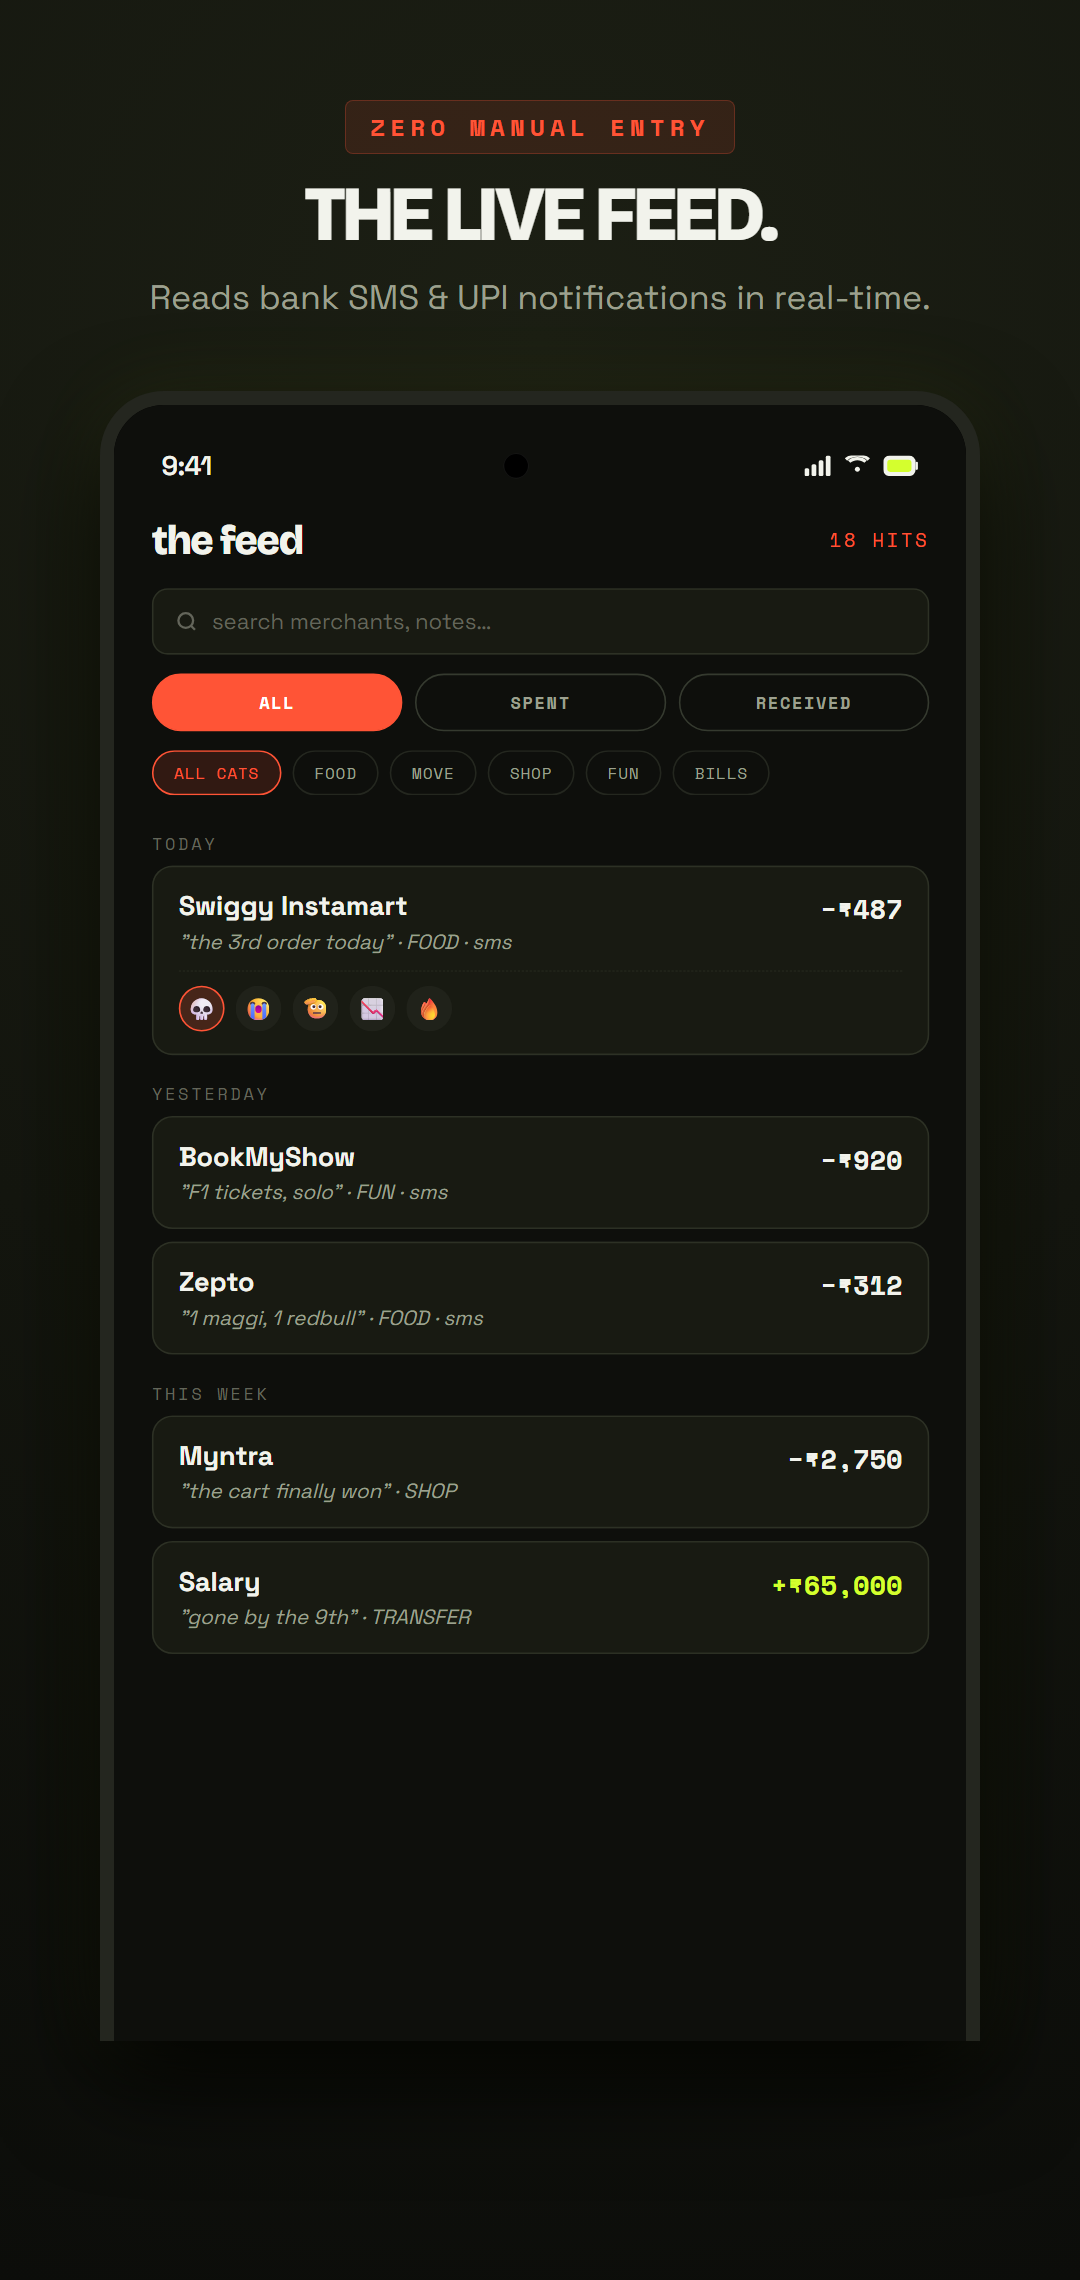 ZERO MANUAL ENTRY
THE LIVE FEED.
Reads bank SMS & UPI notifications in real-time.
9:41
the feed
18 HITS
search merchants, notes...
ALL
SPENT
RECEIVED
ALL CATS
FOOD
MOVE
SHOP
FUN
BILLS
TODAY
Swiggy Instamart
-₹487
"the 3rd order today" · FOOD · sms
YESTERDAY
BookMyShow
-₹920
"F1 tickets, solo" · FUN · sms
Zepto
-₹312
"1 maggi, 1 redbull" · FOOD · sms
THIS WEEK
Myntra
-₹2,750
"the cart finally won" · SHOP
Salary
+₹65,000
"gone by the 9th" · TRANSFER